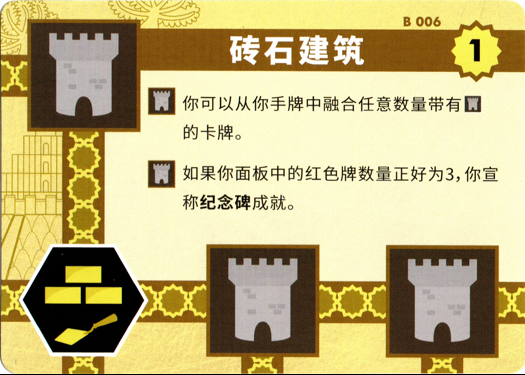 B 006
砖石建筑
1
你可以从你手牌中融合任意数量带有
的卡牌。
如果你面板中的红色牌数量正好为3，你宣
称纪念碑成就。